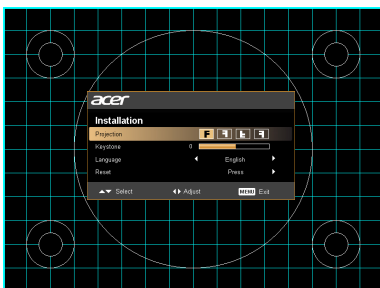 acer
Installation
Projection
Keystone 0
Language English
Reset Press
Select Adjust MENU Exit